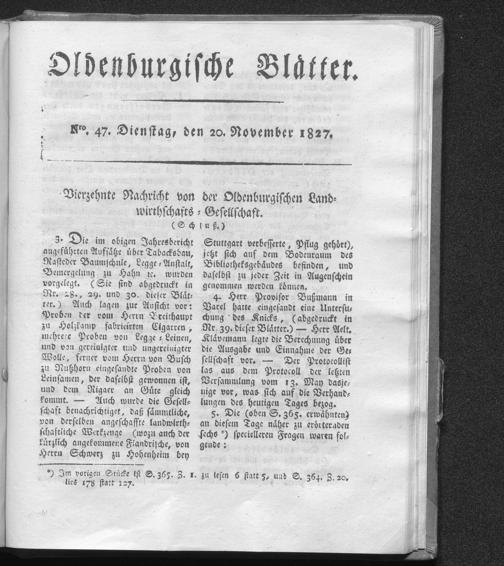 Oldenburgische Blätter.
Nro. 47. Dienstag, den 20. November 1827.
Vierzehnte Nachricht von der Oldenburgischen Land-
wirthschafts-Gesellschaft.
(Schluß.)
3. Die im obigen Jahresbericht
angeführten Aufsätze über Tabacksbau,
Rasteder Baumschule, Legge-Anstalt,
Bemergelung zu Hahn ꝛc. wurden
vorgelegt. (Sie sind abgedruckt in
Nr. 28., 29. und 30. dieser Blät-
ter.) Auch lagen zur Ansicht vor:
Proben der vom Herrn Treithaupt
zu Holzkamp fabricirten Cigarren,
mehrere Proben von Legge-Leinen,
und von gereinigter und ungereinigter
Wolle, ferner vom Herrn von Busch
zu Nußhorn eingesandte Proben von
Leinsamen, der daselbst gewonnen ist,
und dem Rigaer an Güte gleich
kommt. — Auch wurde die Gesell-
schaft benachrichtiget, daß sämmtliche,
von derselben angeschaffte landwirth-
schaftliche Werkzeuge (wozu auch der
kürzlich angekommene Flandrische, von
Herrn Schwerz zu Hohenheim bey
Stuttgart verbesserte, Pflug gehört),
jetzt sich auf dem Bodenraum des
Bibliotheksgebäudes befinden, und
daselbst zu jeder Zeit in Augenschein
genommen werden können.
4. Herr Provisor Bußmann in
Varel hatte eingesandt eine Untersu-
chung des Knicks, (abgedruckt in
Nr. 39. dieser Blätter.) — Herr Aelt.
Klävemann legte die Berechnung über
die Ausgabe und Einnahme der Ge-
sellschaft vor. — Der Protocollist
las aus dem Protocoll der letzten
Versammlung vom 13. May dasje-
nige vor, was sich auf die Verhand-
lungen des heutigen Tages bezog.
5. Die (oben S. 365. erwähnten)
an diesem Tage näher zu erörternden
sechs *) specielleren Fragen waren fol-
gende:
*) Im vorigen Stücke ist S. 365. Z. 1. zu lesen 6 statt 5, und S. 364. Z. 20.
lies 178 statt 127.